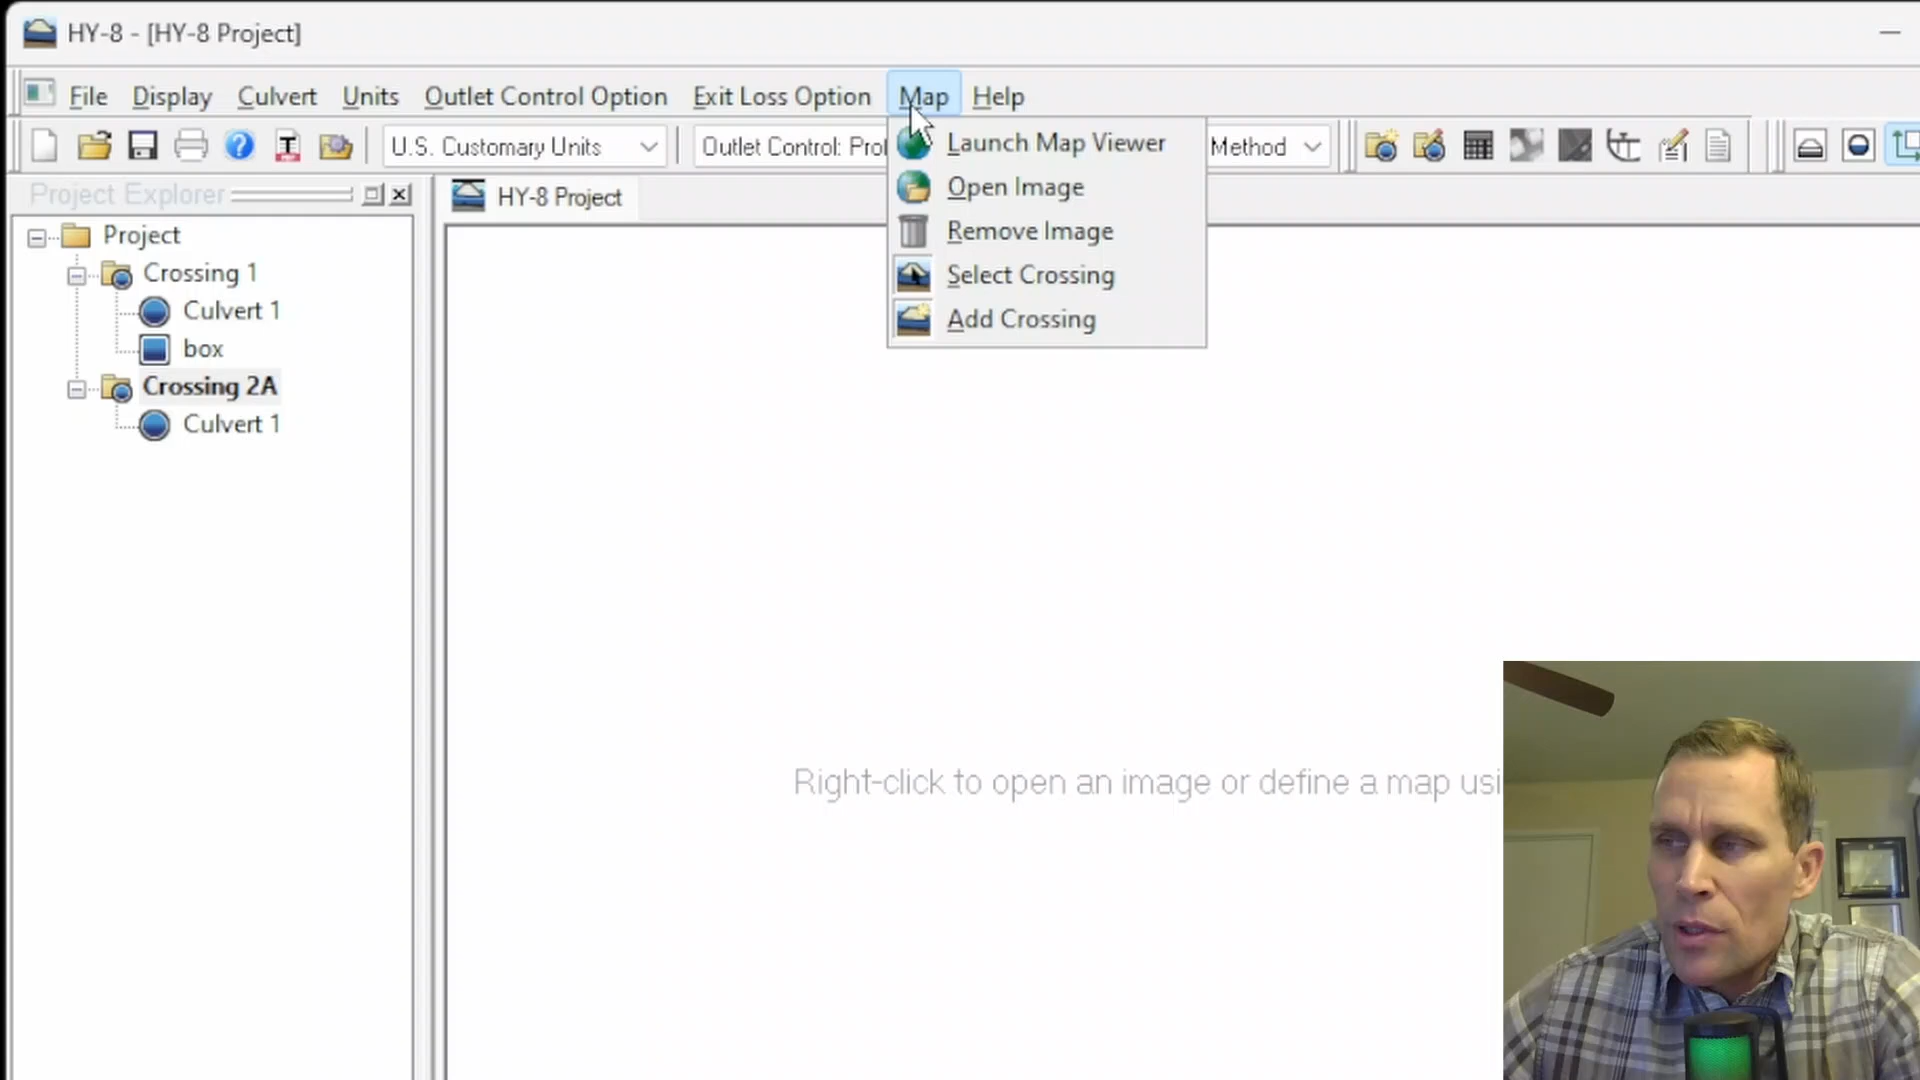 HY-8 - [HY-8 Project]
File Display Culvert Units Outlet Control Option Exit Loss Option Map Help
U.S. Customary Units Outlet Control: Method
Launch Map Viewer
Open Image
Remove Image
Select Crossing
Add Crossing
Project Explorer
HY-8 Project
Project
Crossing 1
Culvert 1
box
Crossing 2A
Culvert 1
Right-click to open an image or define a map